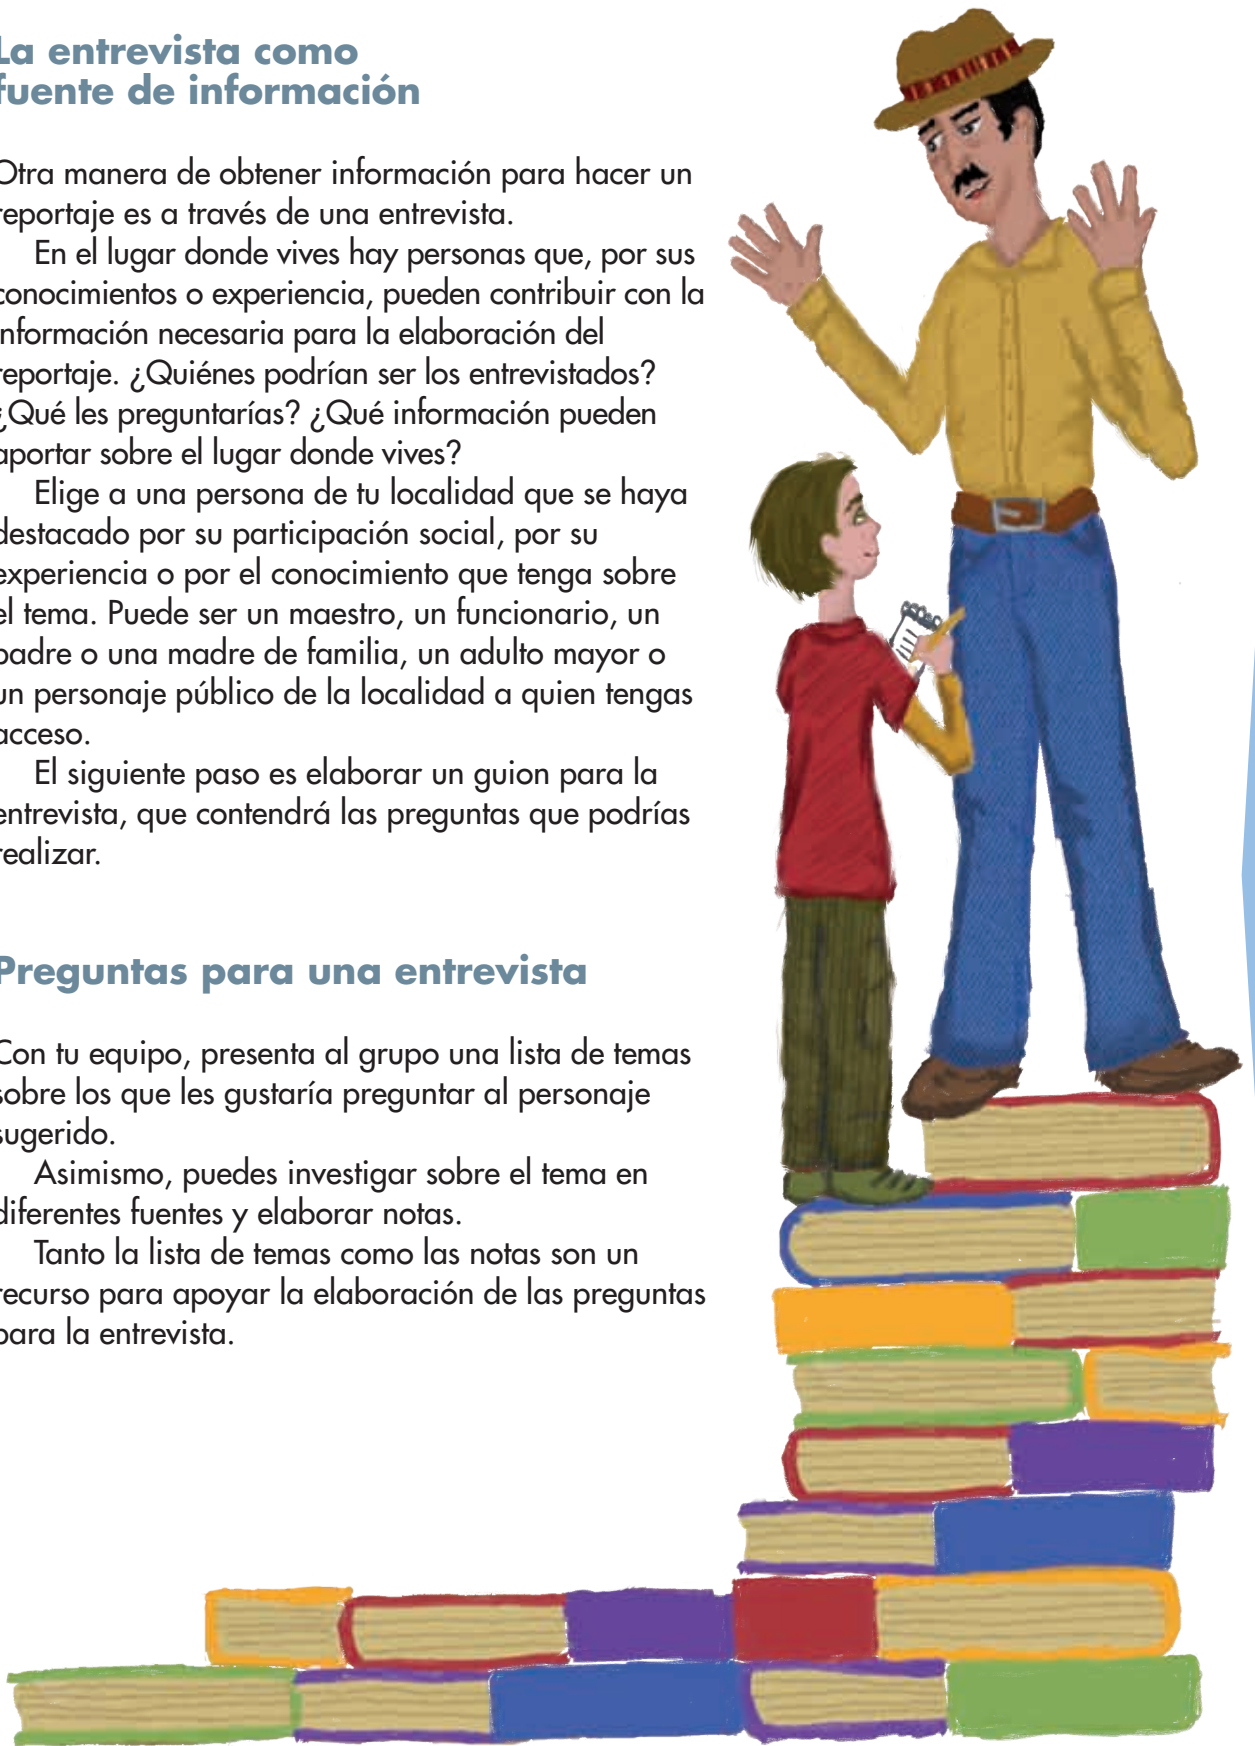 La entrevista como
fuente de información
Otra manera de obtener información para hacer un
reportaje es a través de una entrevista.
En el lugar donde vives hay personas que, por sus
conocimientos o experiencia, pueden contribuir con la
información necesaria para la elaboración del
reportaje. ¿Quiénes podrían ser los entrevistados?
¿Qué les preguntarías? ¿Qué información pueden
aportar sobre el lugar donde vives?
Elige a una persona de tu localidad que se haya
destacado por su participación social, por su
experiencia o por el conocimiento que tenga sobre
el tema. Puede ser un maestro, un funcionario, un
padre o una madre de familia, un adulto mayor o
un personaje público de la localidad a quien tengas
acceso.
El siguiente paso es elaborar un guion para la
entrevista, que contendrá las preguntas que podrías
realizar.
Preguntas para una entrevista
Con tu equipo, presenta al grupo una lista de temas
sobre los que les gustaría preguntar al personaje
sugerido.
Asimismo, puedes investigar sobre el tema en
diferentes fuentes y elaborar notas.
Tanto la lista de temas como las notas son un
recurso para apoyar la elaboración de las preguntas
para la entrevista.